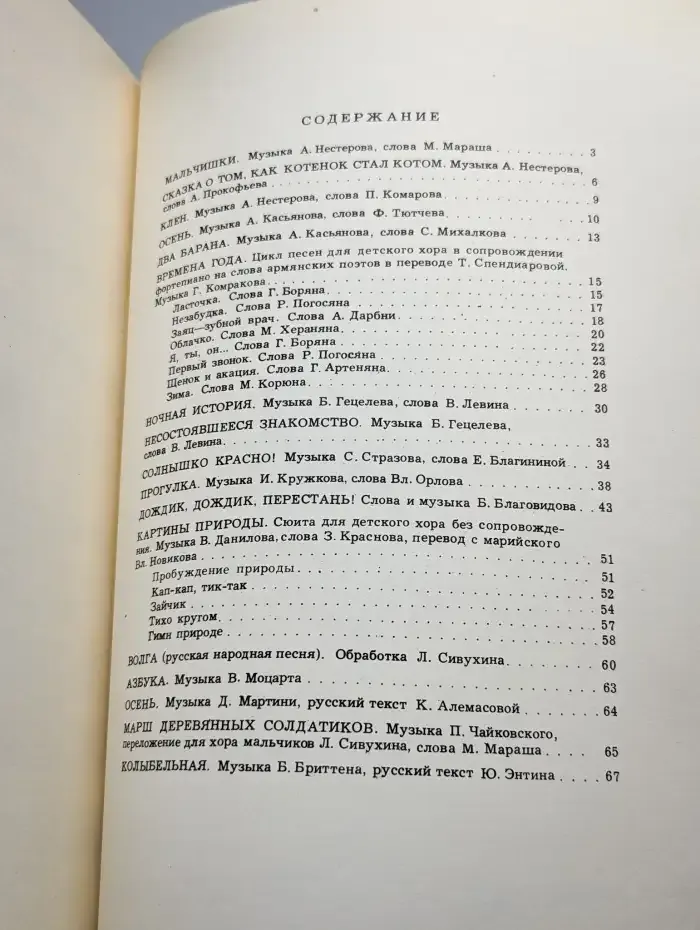 СОДЕРЖАНИЕ
МАЛЬЧИШКИ. Музыка А. Нестерова, слова М. Мараша . . . . . . . . . 3
СКАЗКА О ТОМ, КАК КОТЕНОК СТАЛ КОТОМ. Музыка А. Нестерова,
слова А. Прокофьева . . . . . . . . . . . . . . . . . . . . 6
КЛЕН. Музыка А. Нестерова, слова П. Комарова . . . . . . . . . 9
ОСЕНЬ. Музыка А. Касьянова, слова Ф. Тютчева . . . . . . . . . 10
ДВА БАРАНА. Музыка А. Касьянова, слова С. Михалкова . . . . . . . 13
ВРЕМЕНА ГОДА. Цикл песен для детского хора в сопровождении
фортепиано на слова армянских поэтов в переводе Т. Спендиаровой.
Музыка Г. Комракова . . . . . . . . . . . . . . . . . . . . 15
Ласточка. Слова Г. Боряна . . . . . . . . . . . . . . . . 15
Незабудка. Слова Р. Погосяна . . . . . . . . . . . . . . . 17
Заяц—зубной врач. Слова А. Дарбни . . . . . . . . . . . . . 18
Облачко. Слова М. Хераняна . . . . . . . . . . . . . . . . 20
Я, ты, он... Слова Г. Боряна . . . . . . . . . . . . . . . 22
Первый звонок. Слова Р. Погосяна . . . . . . . . . . . . . 23
Щенок и акация. Слова Г. Артеняна . . . . . . . . . . . . . 26
Зима. Слова М. Корюна . . . . . . . . . . . . . . . . . . 28
НОЧНАЯ ИСТОРИЯ. Музыка Б. Гецелева, слова В. Левина . . . . . . . 30
НЕСОСТОЯВШЕЕСЯ ЗНАКОМСТВО. Музыка Б. Гецелева,
слова В. Левина . . . . . . . . . . . . . . . . . . . . . . 33
СОЛНЫШКО КРАСНО! Музыка С. Стразова, слова Е. Благининой . . . . 34
ПРОГУЛКА. Музыка И. Кружкова, слова Вл. Орлова . . . . . . . . . 38
ДОЖДИК, ДОЖДИК, ПЕРЕСТАНЬ! Слова и музыка Б. Благовидова . . . . 43
КАРТИНЫ ПРИРОДЫ. Сюита для детского хора без сопровожде-
ния. Музыка В. Данилова, слова З. Краснова, перевод с марийского
Вл. Новикова . . . . . . . . . . . . . . . . . . . . . . . 51
Пробуждение природы . . . . . . . . . . . . . . . . . . . 51
Кап-кап, тик-так . . . . . . . . . . . . . . . . . . . . . 52
Зайчик . . . . . . . . . . . . . . . . . . . . . . . . . 54
Тихо кругом . . . . . . . . . . . . . . . . . . . . . . . 57
Гимн природе . . . . . . . . . . . . . . . . . . . . . . . 58
ВОЛГА (русская народная песня). Обработка Л. Сивухина . . . . . . . 60
АЗБУКА. Музыка В. Моцарта . . . . . . . . . . . . . . . . . . 63
ОСЕНЬ. Музыка Д. Мартини, русский текст К. Алемасовой . . . . . . 64
МАРШ ДЕРЕВЯННЫХ СОЛДАТИКОВ. Музыка П. Чайковского,
переложение для хора мальчиков Л. Сивухина, слова М. Мараша . . . . 65
КОЛЫБЕЛЬНАЯ. Музыка Б. Бриттена, русский текст Ю. Энтина . . . . 67